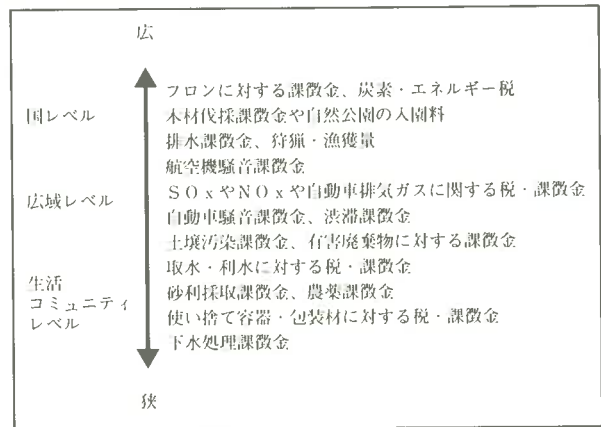 広
フロンに対する課徴金、炭素・エネルギー税
国レベル
木材伐採課徴金や自然公園の入園料
排水課徴金、狩猟・漁獲量
航空機騒音課徴金
SOxやNOxや自動車排気ガスに関する税・課徴金
広域レベル
自動車騒音課徴金、渋滞課徴金
土壌汚染課徴金、有害廃棄物に対する課徴金
取水・利水に対する税・課徴金
生活
コミュニティ
レベル
砂利採取課徴金、農薬課徴金
使い捨て容器・包装材に対する税・課徴金
下水処理課徴金
狭